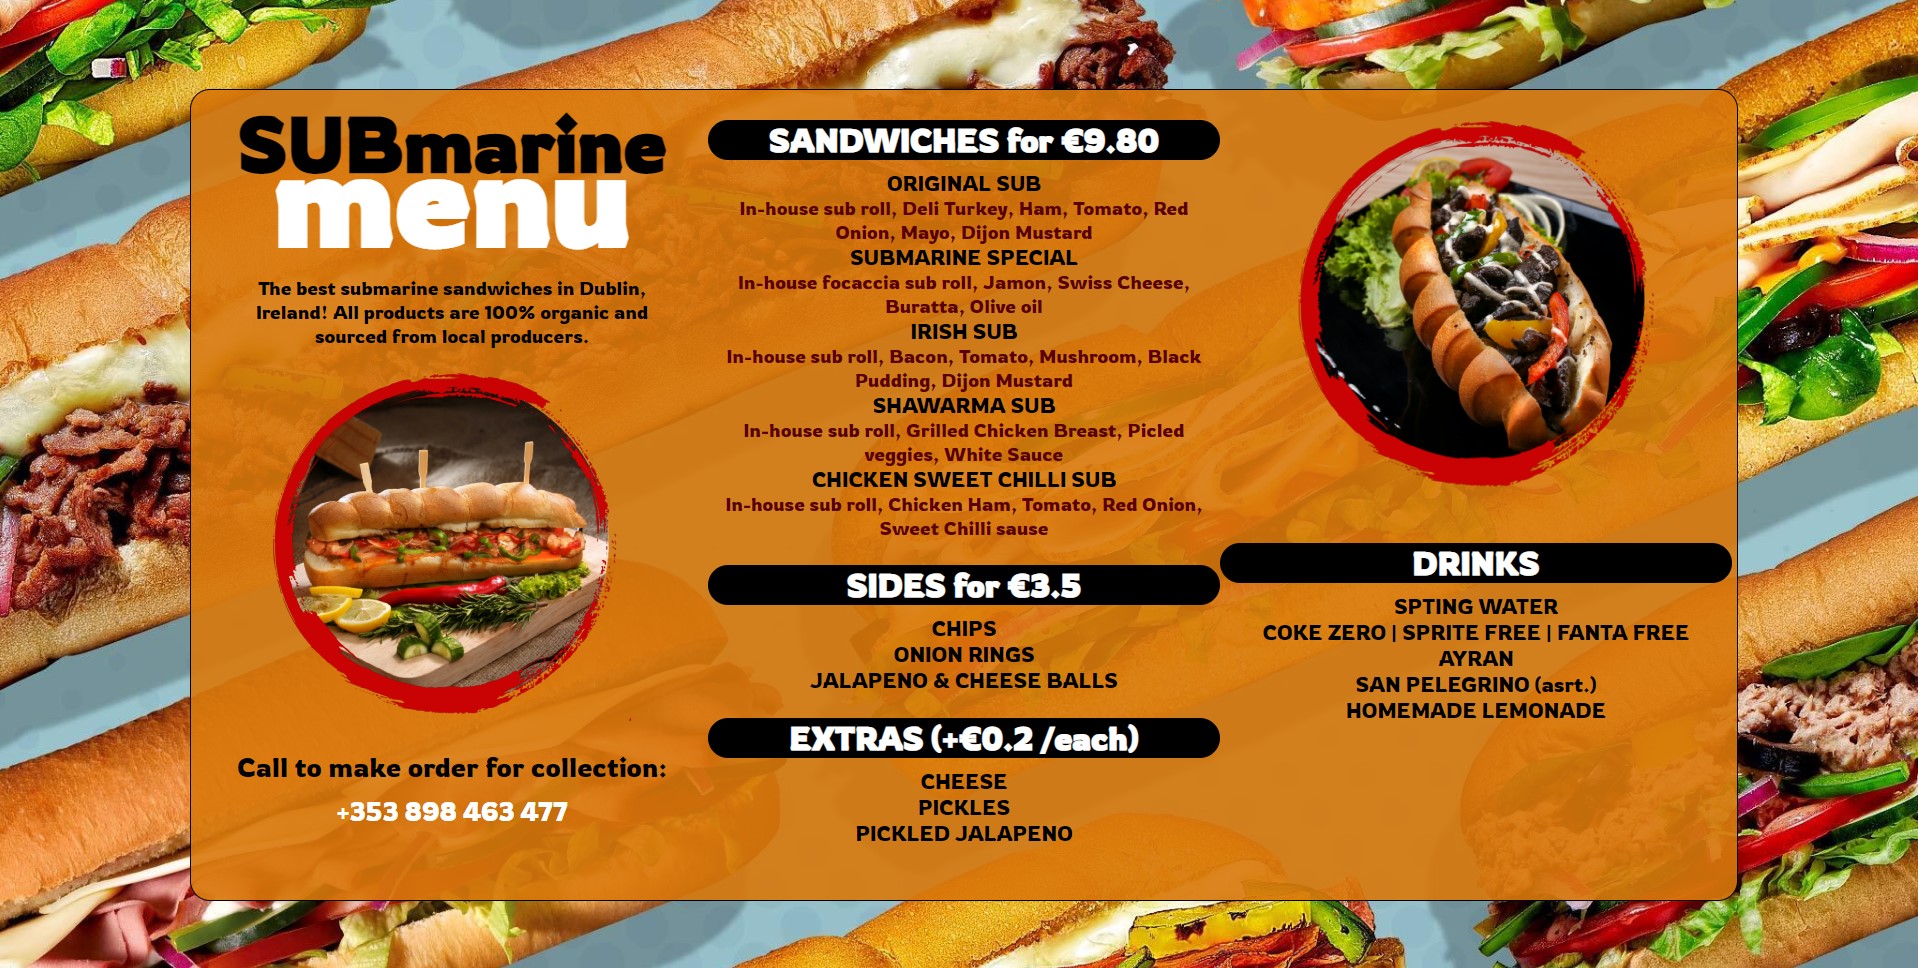 SUBmarine
menu
The best submarine sandwiches in Dublin,
Ireland! All products are 100% organic and
sourced from local producers.
Call to make order for collection:
+353 898 463 477
SANDWICHES for €9.80
ORIGINAL SUB
In-house sub roll, Deli Turkey, Ham, Tomato, Red
Onion, Mayo, Dijon Mustard
SUBMARINE SPECIAL
In-house focaccia sub roll, Jamon, Swiss Cheese,
Buratta, Olive oil
IRISH SUB
In-house sub roll, Bacon, Tomato, Mushroom, Black
Pudding, Dijon Mustard
SHAWARMA SUB
In-house sub roll, Grilled Chicken Breast, Picled
veggies, White Sauce
CHICKEN SWEET CHILLI SUB
In-house sub roll, Chicken Ham, Tomato, Red Onion,
Sweet Chilli sause
SIDES for €3.5
CHIPS
ONION RINGS
JALAPENO & CHEESE BALLS
EXTRAS (+€0.2 /each)
CHEESE
PICKLES
PICKLED JALAPENO
DRINKS
SPTING WATER
COKE ZERO | SPRITE FREE | FANTA FREE
AYRAN
SAN PELEGRINO (asrt.)
HOMEMADE LEMONADE